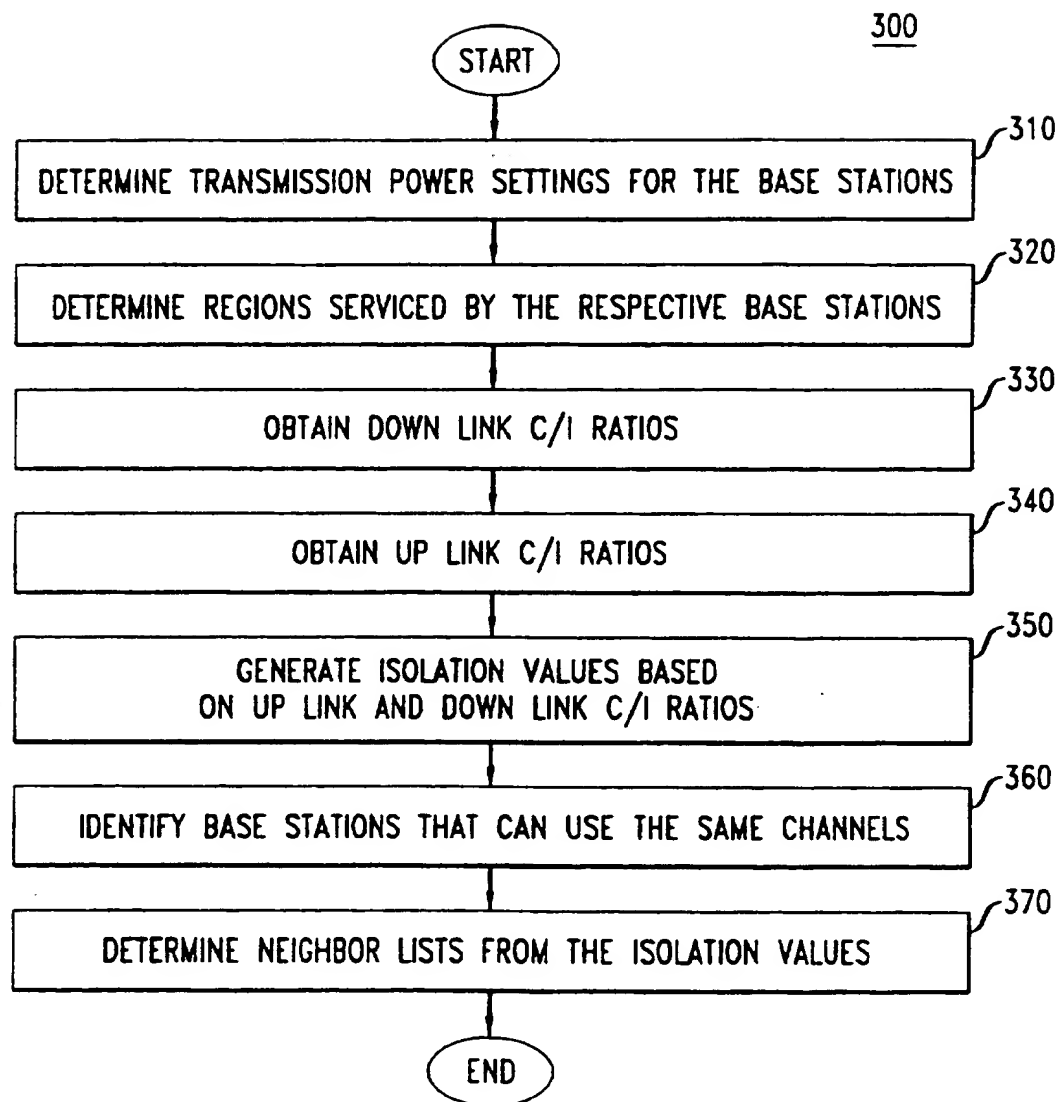 300
START
310
DETERMINE TRANSMISSION POWER SETTINGS FOR THE BASE STATIONS
320
DETERMINE REGIONS SERVICED BY THE RESPECTIVE BASE STATIONS
330
OBTAIN DOWN LINK C/I RATIOS
340
OBTAIN UP LINK C/I RATIOS
350
GENERATE ISOLATION VALUES BASED
ON UP LINK AND DOWN LINK C/I RATIOS
360
IDENTIFY BASE STATIONS THAT CAN USE THE SAME CHANNELS
370
DETERMINE NEIGHBOR LISTS FROM THE ISOLATION VALUES
END